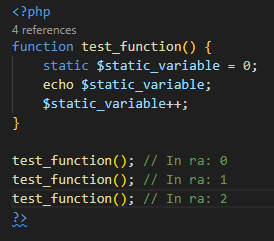 <?php
4 references
function test_function() {
    static $static_variable = 0;
    echo $static_variable;
    $static_variable++;
}

test_function(); // In ra: 0
test_function(); // In ra: 1
test_function(); // In ra: 2
?>